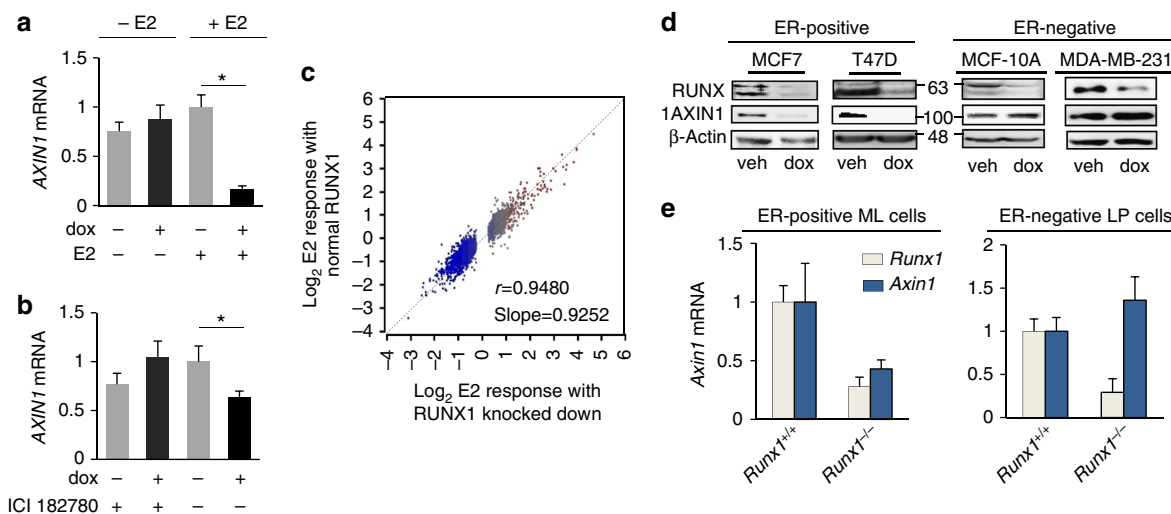 a
– E2
+ E2
AXIN1 mRNA
1.5
1
0.5
0
*
dox – + – +
E2 – – + +
b
AXIN1 mRNA
1.5
1
0.5
0
*
dox – + – +
ICI 182780 + + – –
c
Log2 E2 response with
normal RUNX1
6
5
4
3
2
1
0
–1
–2
–3
–4
r=0.9480
Slope=0.9252
–4 –3 –2 –1 0 1 2 3 4 5 6
Log2 E2 response with
RUNX1 knocked down
d
ER-positive
ER-negative
MCF7
T47D
MCF-10A
MDA-MB-231
RUNX
63
1AXIN1
100
β-Actin
48
veh dox veh dox veh dox veh dox
e
ER-positive ML cells
ER-negative LP cells
Axin1 mRNA
1.5
1
0.5
0
Runx1
Axin1
Runx1+/+
Runx1–/–
2
1.5
1
0.5
0
Runx1+/+
Runx1–/–